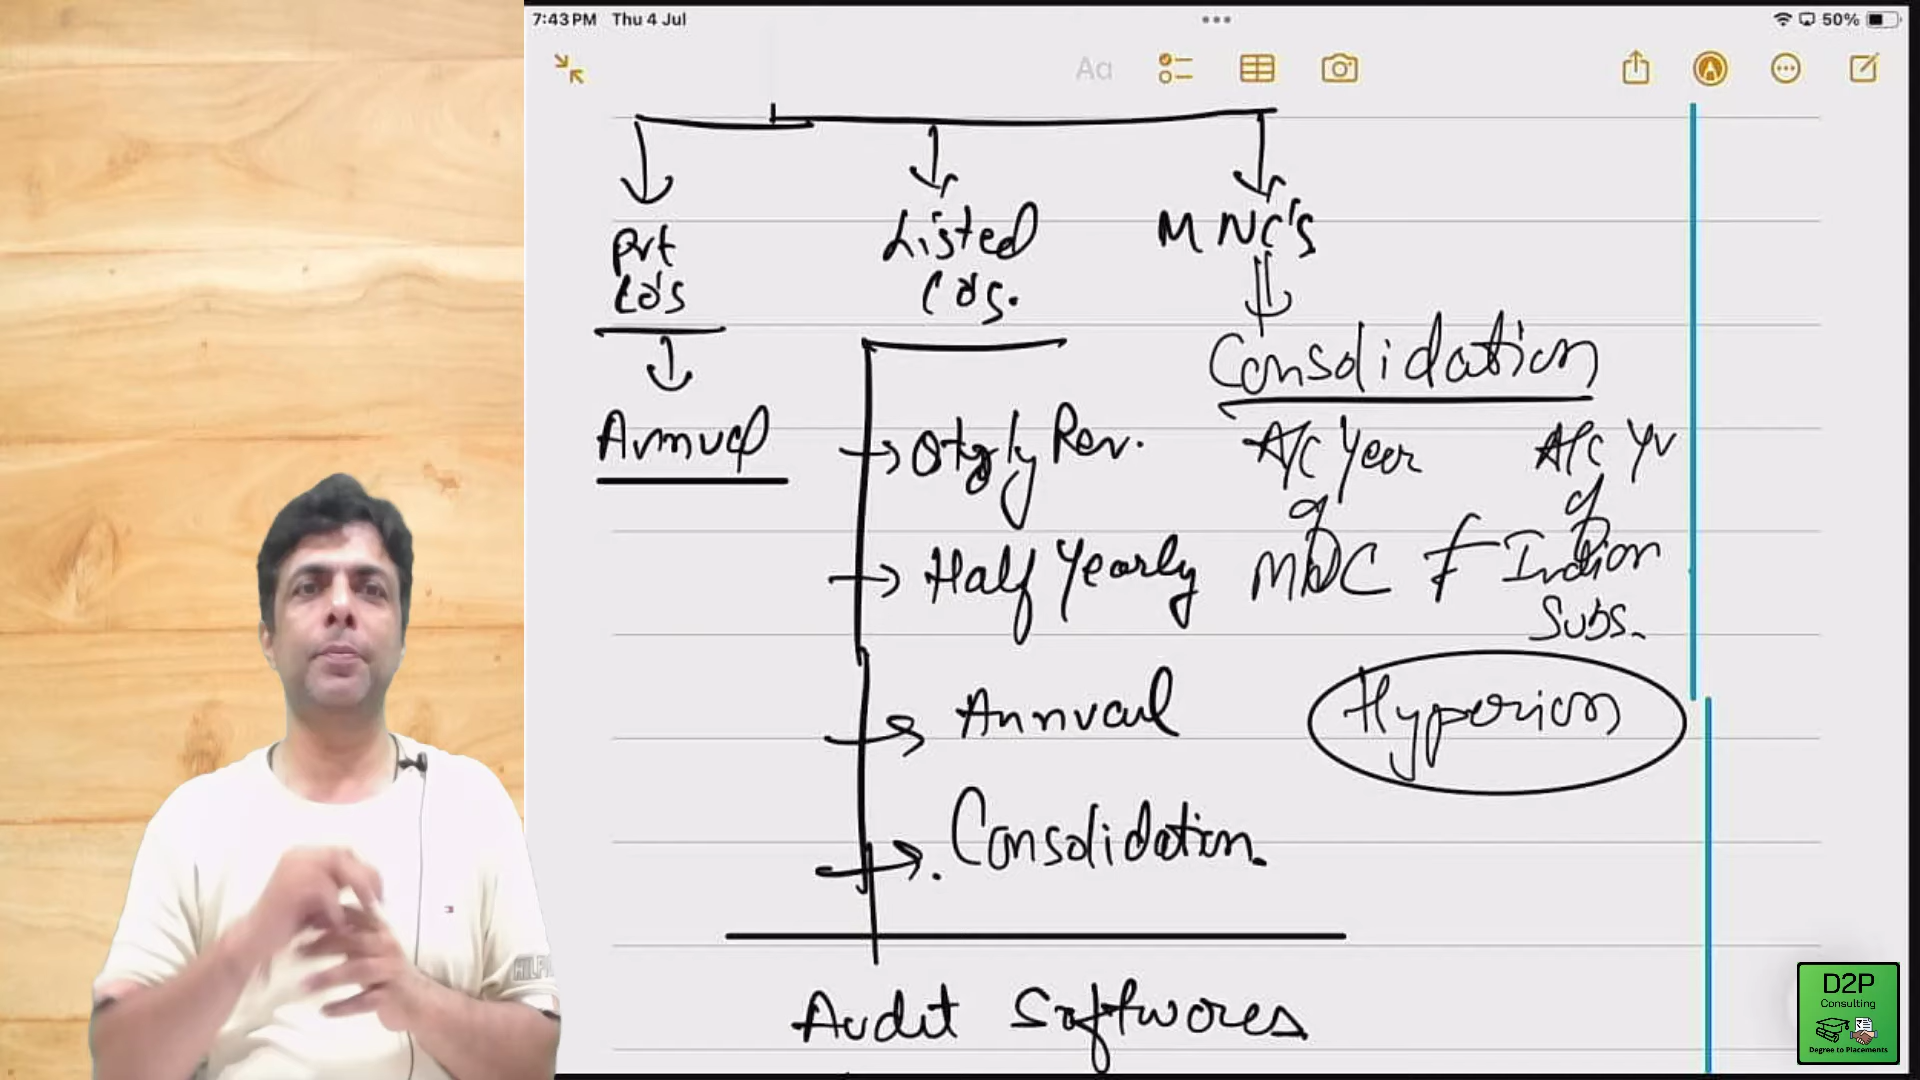 7:43 PM Thu 4 Jul
50%
Aa
Pvt
Co's
Listed
Co's.
MNC's
Consolidation
Annual
Qtrly Rev.
A/c Year
of
MNC ≠
A/c Yr
of
Indian
Subs.
Half Yearly
Annual
Hyperion
Consolidation.
Audit Softwares
HILFI
D2P
Consulting
Degree to Placements